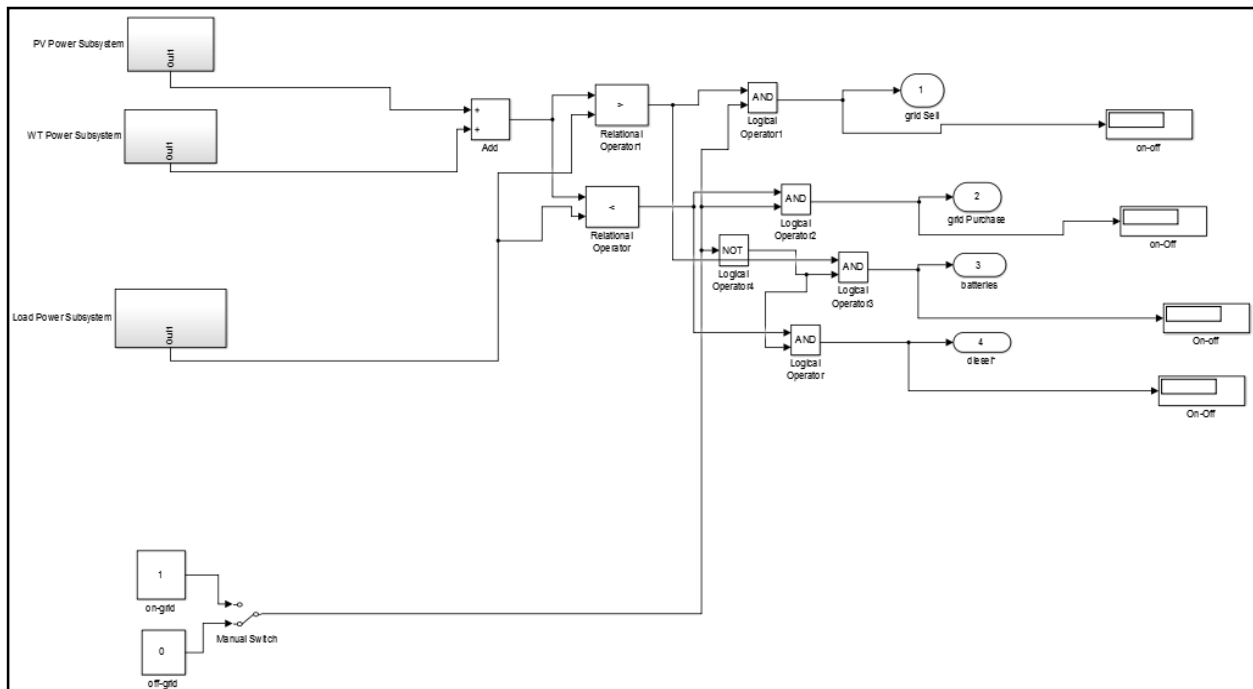 PV Power Subsystem
Out1
WT Power Subsystem
Out1
Load Power Subsystem
Out1
+
+
Add
>
Relational
Operator1
<
Relational
Operator
AND
Logical
Operator1
AND
Logical
Operator2
NOT
Logical
Operator4
AND
Logical
Operator3
AND
Logical
Operator
1
grid Sell
on-off
2
grid Purchase
on-Off
3
batteries
On-off
4
diesel*
On-Off
1
on-grid
0
off-grid
Manual Switch